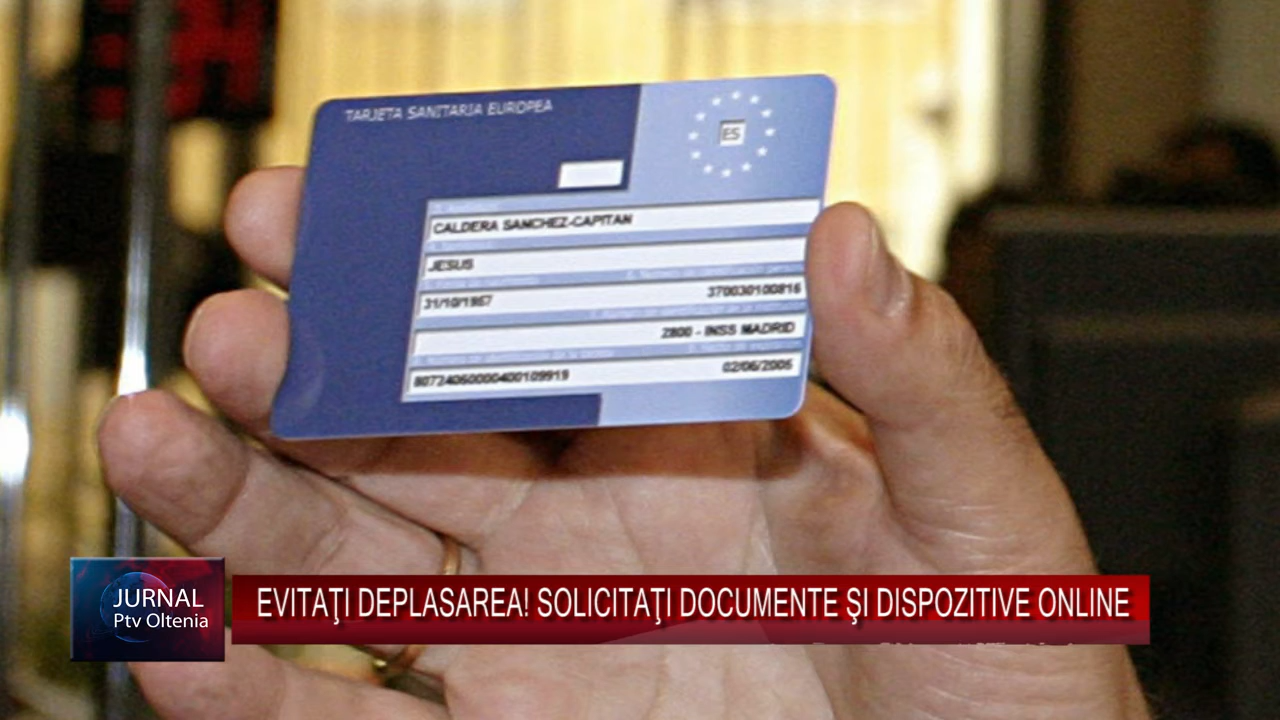 TARJETA SANITARIA EUROPEA
ES
CALDERA SANCHEZ-CAPITAN
JESUS
31/10/1957 370030100816
2800 - INSS MADRID
80724060000400109919 02/06/2005
JURNAL
Ptv Oltenia
EVITAŢI DEPLASAREA! SOLICITAŢI DOCUMENTE ŞI DISPOZITIVE ONLINE